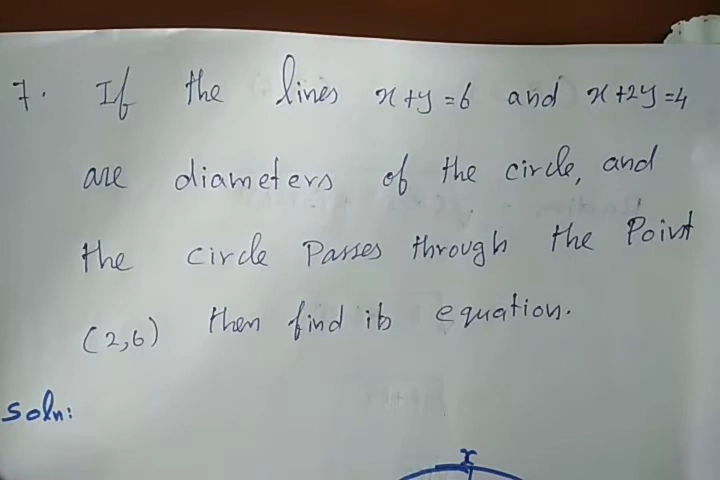 7. If the lines x+y=6 and x+2y=4
are diameters of the circle, and
the circle Passes through the Point
(2,6) then find its equation.
Soln:
x